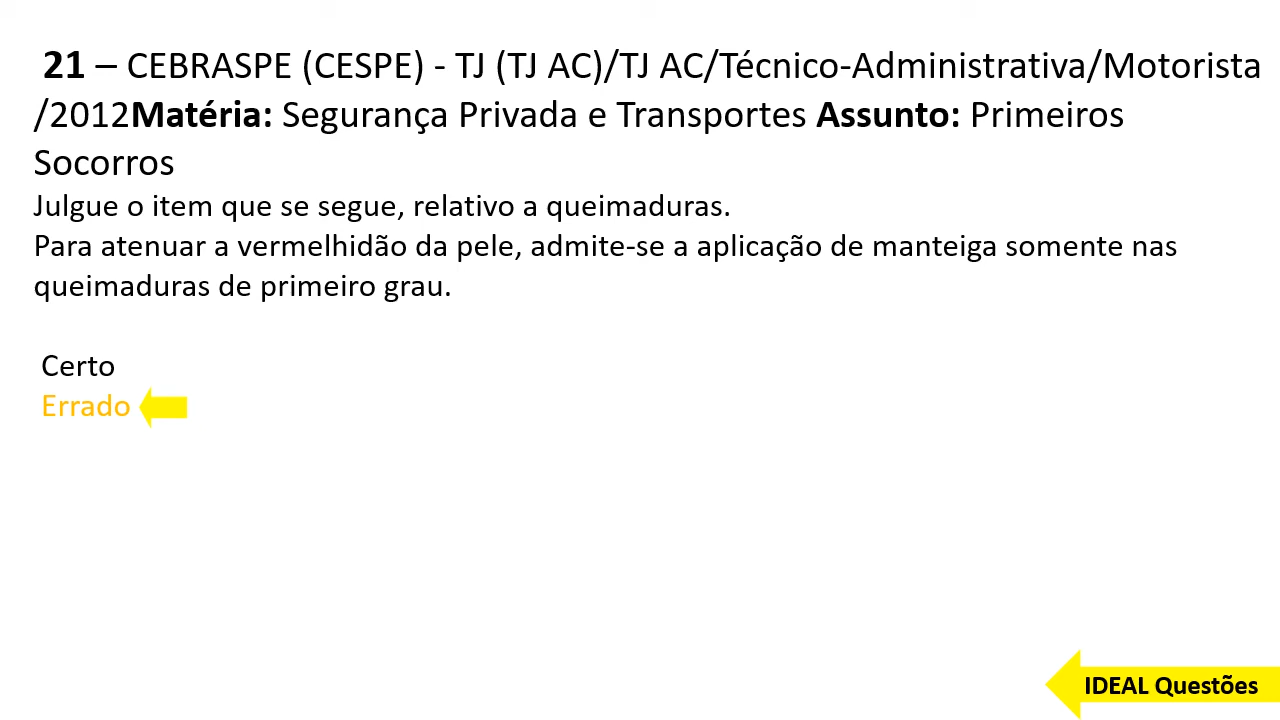 21 – CEBRASPE (CESPE) - TJ (TJ AC)/TJ AC/Técnico-Administrativa/Motorista
/2012Matéria: Segurança Privada e Transportes Assunto: Primeiros
Socorros
Julgue o item que se segue, relativo a queimaduras.
Para atenuar a vermelhidão da pele, admite-se a aplicação de manteiga somente nas
queimaduras de primeiro grau.
Certo
Errado
IDEAL Questões